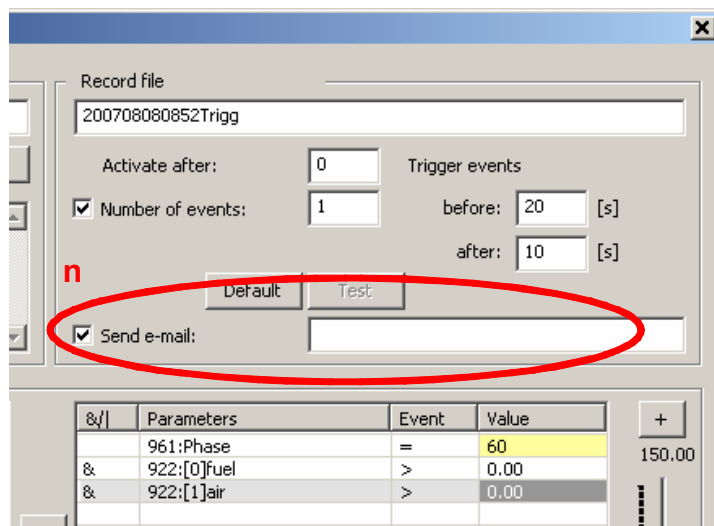 Record file
200708080852Trigg
Activate after: 0 Trigger events
Number of events: 1 before: 20 [s]
after: 10 [s]
n
Default Test
Send e-mail:
&/| Parameters Event Value +
961:Phase = 60
150.00
& 922:[0]fuel > 0.00
& 922:[1]air > 0.00